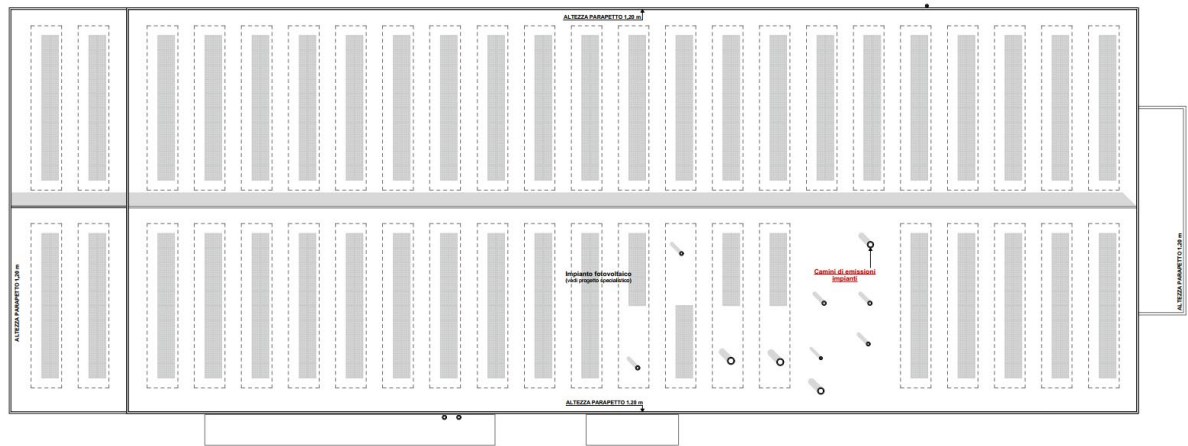 ALTEZZA PARAPETTO 1,20 m
ALTEZZA PARAPETTO 1,20 m
Impianto fotovoltaico
(vedi progetto specialistico)
Camini di emissioni
impianti
ALTEZZA PARAPETTO 1,20 m
ALTEZZA PARAPETTO 1,20 m